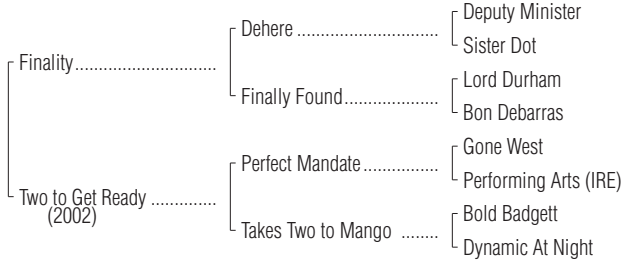 Deputy Minister
Dehere ..............................
Sister Dot
Finality..............................
Lord Durham
Finally Found....................
Bon Debarras
Gone West
Perfect Mandate................
Performing Arts (IRE)
Two to Get Ready ..............
(2002)
Bold Badgett
Takes Two to Mango ........
Dynamic At Night